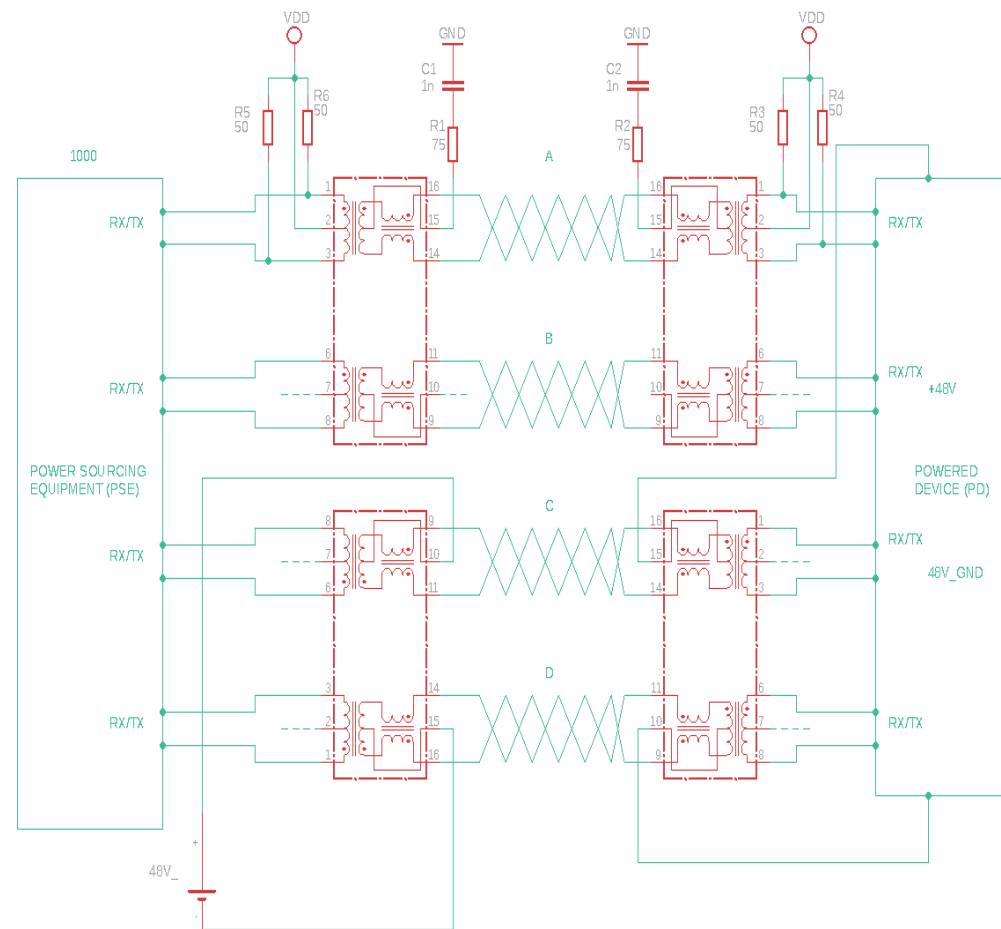 VDD
GND
GND
VDD
C1
1n
C2
1n
R5
50
R6
50
R1
75
R2
75
R3
50
R4
50
1000
A
1
2
3
16
15
14
16
15
14
1
2
3
RX/TX
RX/TX
B
6
7
8
11
10
9
11
10
9
6
7
8
RX/TX
RX/TX
+48V
POWER SOURCING
EQUIPMENT (PSE)
POWERED
DEVICE (PD)
C
8
7
6
9
10
11
16
15
14
1
2
3
RX/TX
RX/TX
48V_GND
D
3
2
1
14
15
16
11
10
9
6
7
8
RX/TX
RX/TX
+
48V_
-